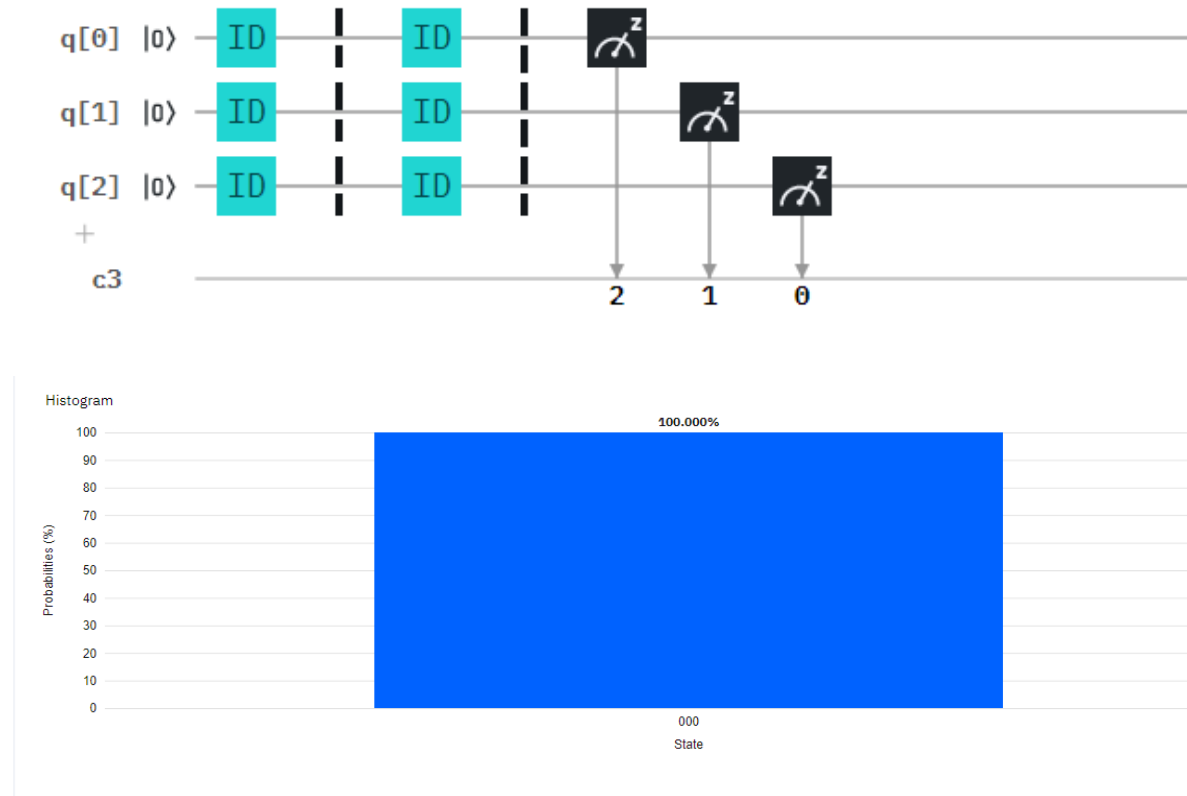 q[0] |0⟩ ID ID z
q[1] |0⟩ ID ID z
q[2] |0⟩ ID ID z
+
c3
2 1 0
Histogram
100.000%
100
90
80
70
60
50
40
30
20
10
0
Probabilities (%)
000
State